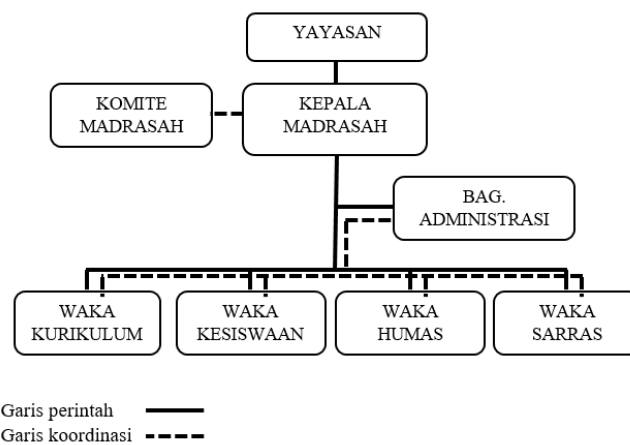 YAYASAN
KOMITE
MADRASAH
KEPALA
MADRASAH
BAG.
ADMINISTRASI
WAKA
KURIKULUM
WAKA
KESISWAAN
WAKA
HUMAS
WAKA
SARRAS
Garis perintah
Garis koordinasi